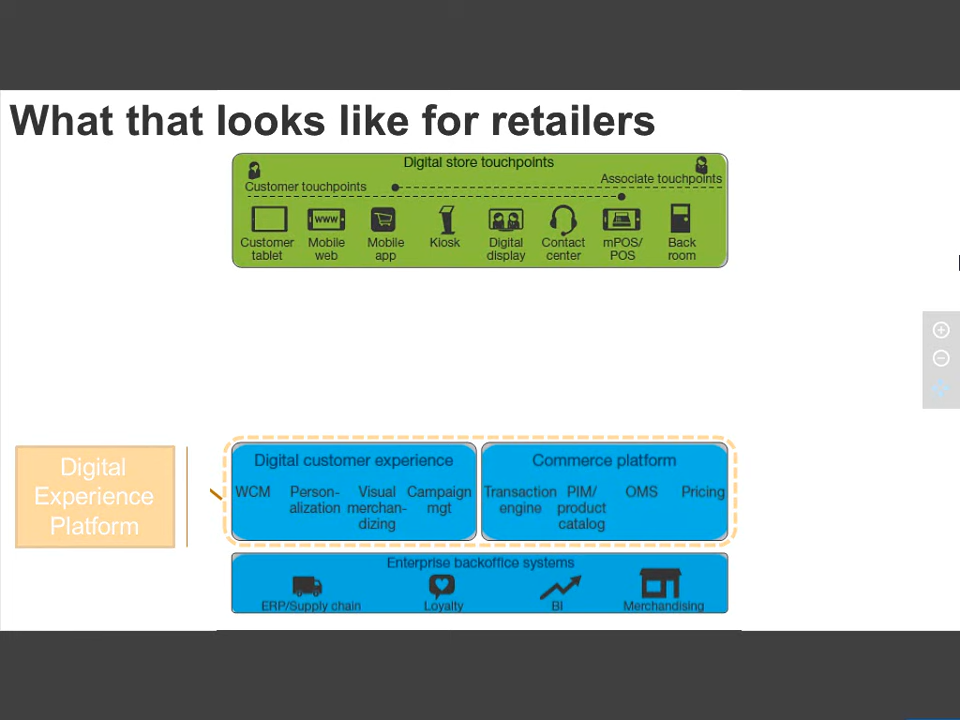 What that looks like for retailers
Digital store touchpoints
Associate touchpoints
Customer touchpoints
www
Customer tablet
Mobile web
Mobile app
Kiosk
Digital display
Contact center
mPOS/ POS
Back room
Digital
Experience
Platform
Digital customer experience
WCM
Person-
alization
Visual
merchan-
dizing
Campaign
mgt
Commerce platform
Transaction
engine
PIM/
product
catalog
OMS
Pricing
Enterprise backoffice systems
ERP/Supply chain
Loyalty
BI
Merchandising